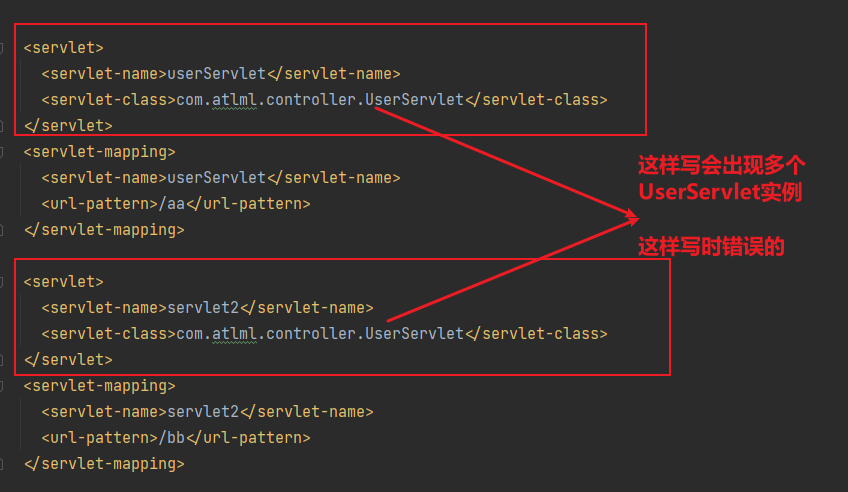 <servlet>
<servlet-name>userServlet</servlet-name>
<servlet-class>com.atlml.controller.UserServlet</servlet-class>
</servlet>
<servlet-mapping>
<servlet-name>userServlet</servlet-name>
<url-pattern>/aa</url-pattern>
</servlet-mapping>
<servlet>
<servlet-name>servlet2</servlet-name>
<servlet-class>com.atlml.controller.UserServlet</servlet-class>
</servlet>
<servlet-mapping>
<servlet-name>servlet2</servlet-name>
<url-pattern>/bb</url-pattern>
</servlet-mapping>
这样写会出现多个
UserServlet实例
这样写时错误的